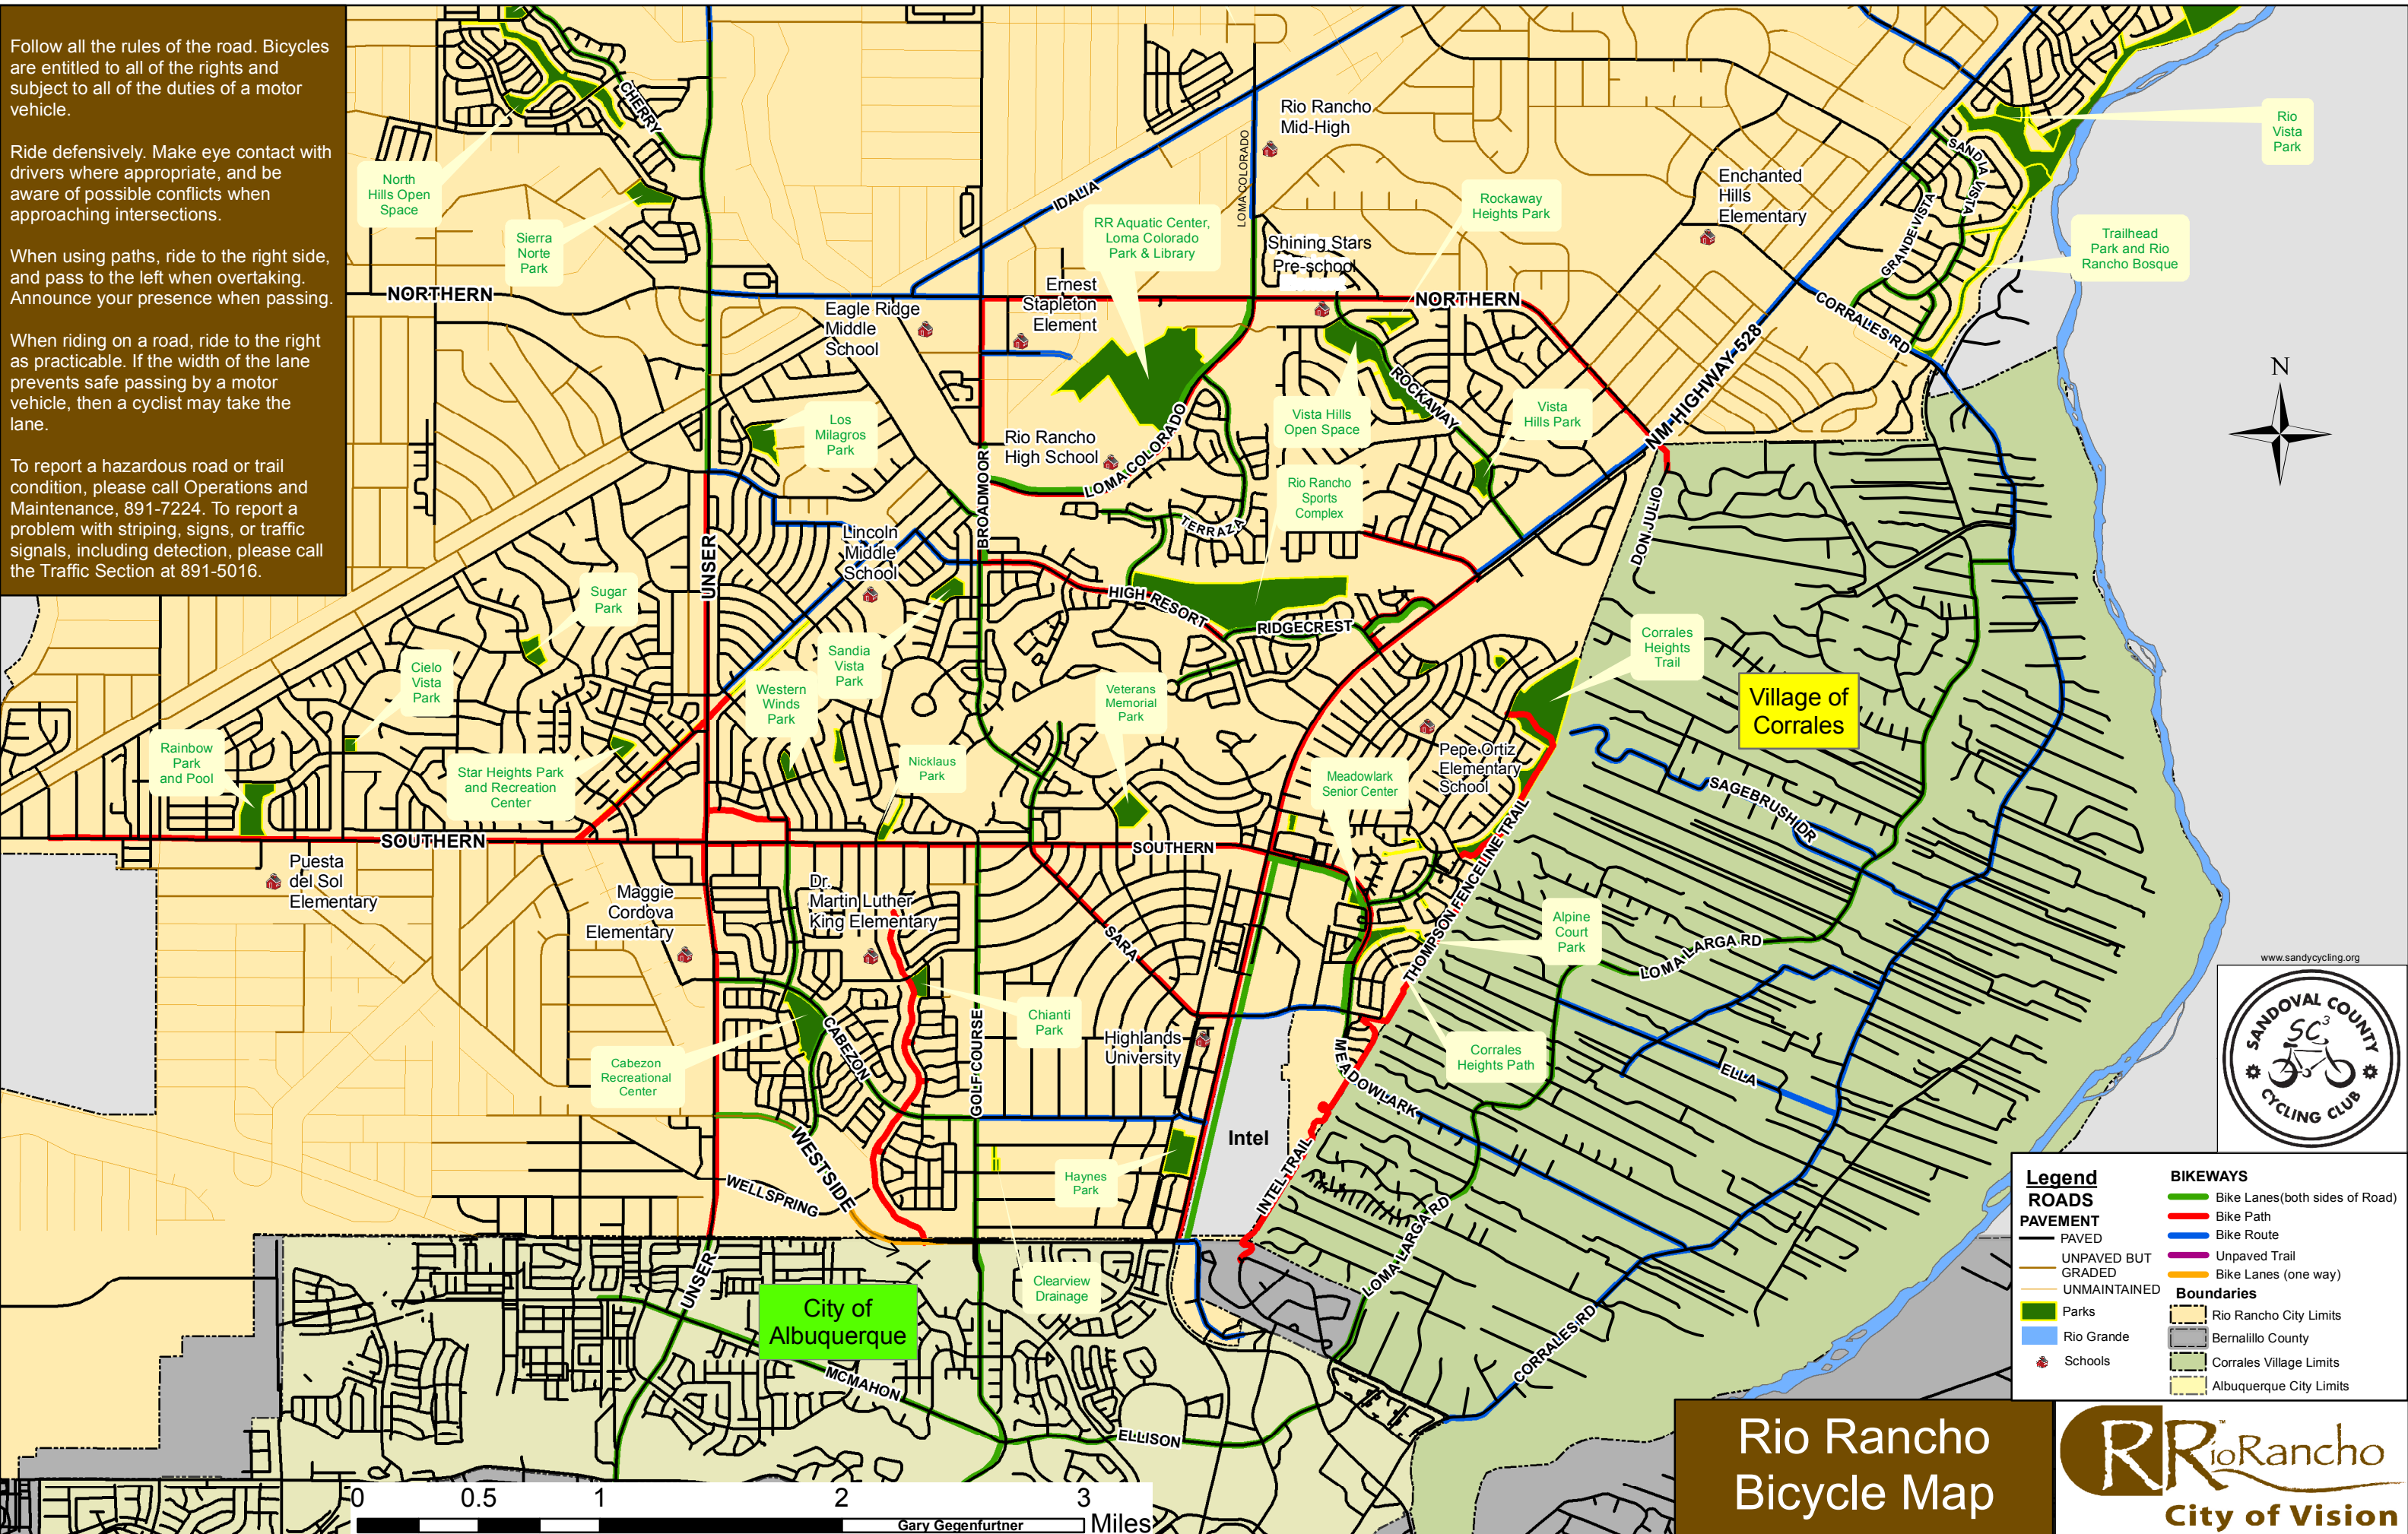 Follow all the rules of the road. Bicycles
are entitled to all of the rights and
subject to all of the duties of a motor
vehicle.
Ride defensively. Make eye contact with
drivers where appropriate, and be
aware of possible conflicts when
approaching intersections.
When using paths, ride to the right side,
and pass to the left when overtaking.
Announce your presence when passing.
When riding on a road, ride to the right
as practicable. If the width of the lane
prevents safe passing by a motor
vehicle, then a cyclist may take the
lane.
To report a hazardous road or trail
condition, please call Operations and
Maintenance, 891-7224. To report a
problem with striping, signs, or traffic
signals, including detection, please call
the Traffic Section at 891-5016.
CHERRY
North
Hills Open
Space
Sierra
Norte
Park
NORTHERN
IDALIA
LOMA COLORADO
Rio Rancho
Mid-High
RR Aquatic Center,
Loma Colorado
Park & Library
Shining Stars
Pre-school
Rockaway
Heights Park
Enchanted
Hills
Elementary
Rio
Vista
Park
SANDIA VISTA
GRANDE VISTA
Trailhead
Park and Rio
Rancho Bosque
Ernest
Stapleton
Element
Eagle Ridge
Middle
School
NORTHERN
CORRALES RD
NM HIGHWAY 528
N
Los
Milagros
Park
Rio Rancho
High School
LOMA COLORADO
Vista Hills
Open Space
ROCKAWAY
Vista
Hills Park
Rio Rancho
Sports
Complex
BROADMOOR
UNSER
Lincoln
Middle
School
TERRAZA
DON JULIO
Sugar
Park
HIGH RESORT
RIDGECREST
Corrales
Heights
Trail
Cielo
Vista
Park
Sandia
Vista
Park
Western
Winds
Park
Veterans
Memorial
Park
Village of
Corrales
Rainbow
Park
and Pool
Star Heights Park
and Recreation
Center
Nicklaus
Park
Meadowlark
Senior Center
Pepe Ortiz
Elementary
School
SAGEBRUSH DR
SOUTHERN
SOUTHERN
THOMPSON FENCELINE TRAIL
Puesta
del Sol
Elementary
Maggie
Cordova
Elementary
Dr.
Martin Luther
King Elementary
SARA
Alpine
Court
Park
LOMA LARGA RD
www.sandycycling.org
SANDOVAL COUNTY
SC3
CYCLING CLUB
Chianti
Park
CABEZON
GOLF COURSE
Highlands
University
Cabezon
Recreational
Center
Corrales
Heights Path
MEADOWLARK
ELLA
Intel
WESTSIDE
WELLSPRING
Haynes
Park
INTEL TRAIL
LOMA LARGA RD
UNSER
City of
Albuquerque
Clearview
Drainage
CORRALES RD
MCMAHON
ELLISON
Legend
ROADS
PAVEMENT
PAVED
UNPAVED BUT
GRADED
UNMAINTAINED
Parks
Rio Grande
Schools
BIKEWAYS
Bike Lanes(both sides of Road)
Bike Path
Bike Route
Unpaved Trail
Bike Lanes (one way)
Boundaries
Rio Rancho City Limits
Bernalillo County
Corrales Village Limits
Albuquerque City Limits
0 0.5 1 2 3
Gary Gegenfurtner
Miles
Rio Rancho
Bicycle Map
RR
RioRancho
TM
City of Vision